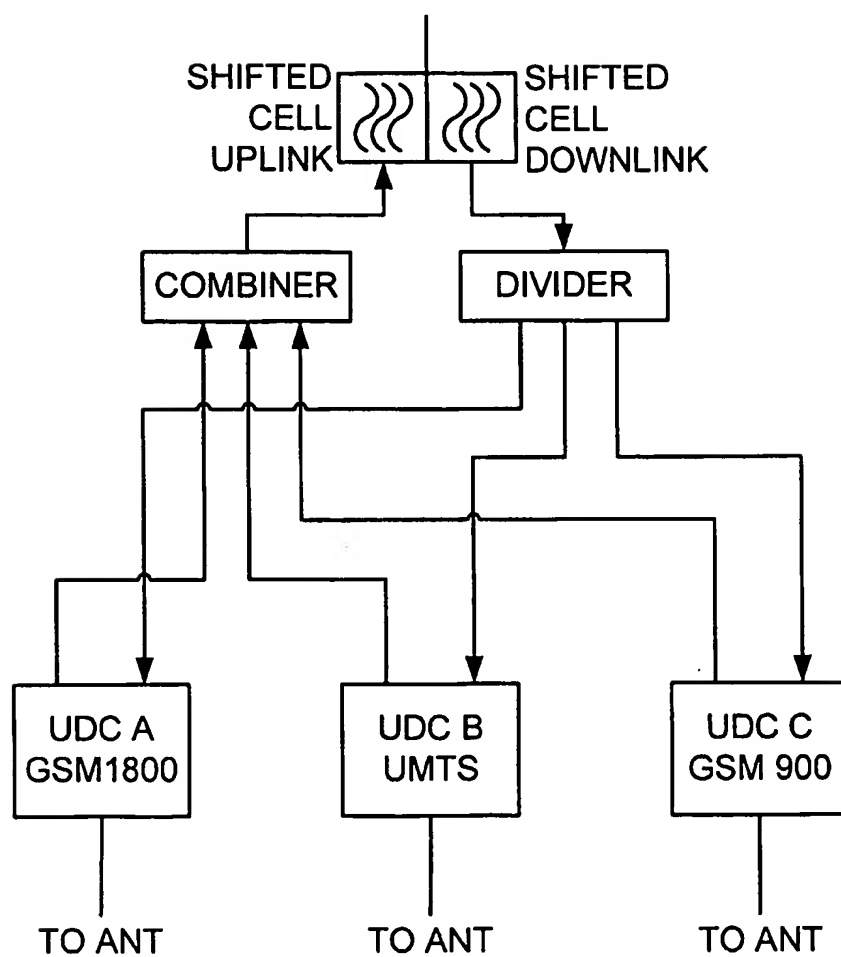 SHIFTED
CELL
UPLINK
SHIFTED
CELL
DOWNLINK
COMBINER
DIVIDER
UDC A
GSM1800
UDC B
UMTS
UDC C
GSM 900
TO ANT
TO ANT
TO ANT